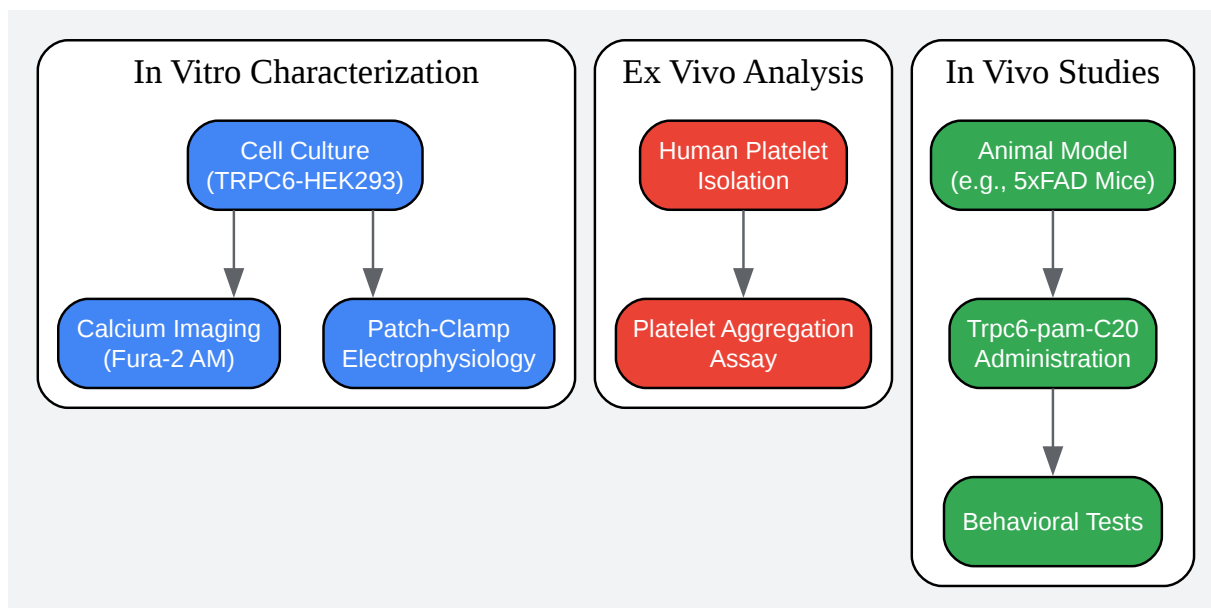 In Vitro Characterization
Cell Culture
(TRPC6-HEK293)
Calcium Imaging
(Fura-2 AM)
Patch-Clamp
Electrophysiology
Ex Vivo Analysis
Human Platelet
Isolation
Platelet Aggregation
Assay
In Vivo Studies
Animal Model
(e.g., 5xFAD Mice)
Trpc6-pam-C20
Administration
Behavioral Tests